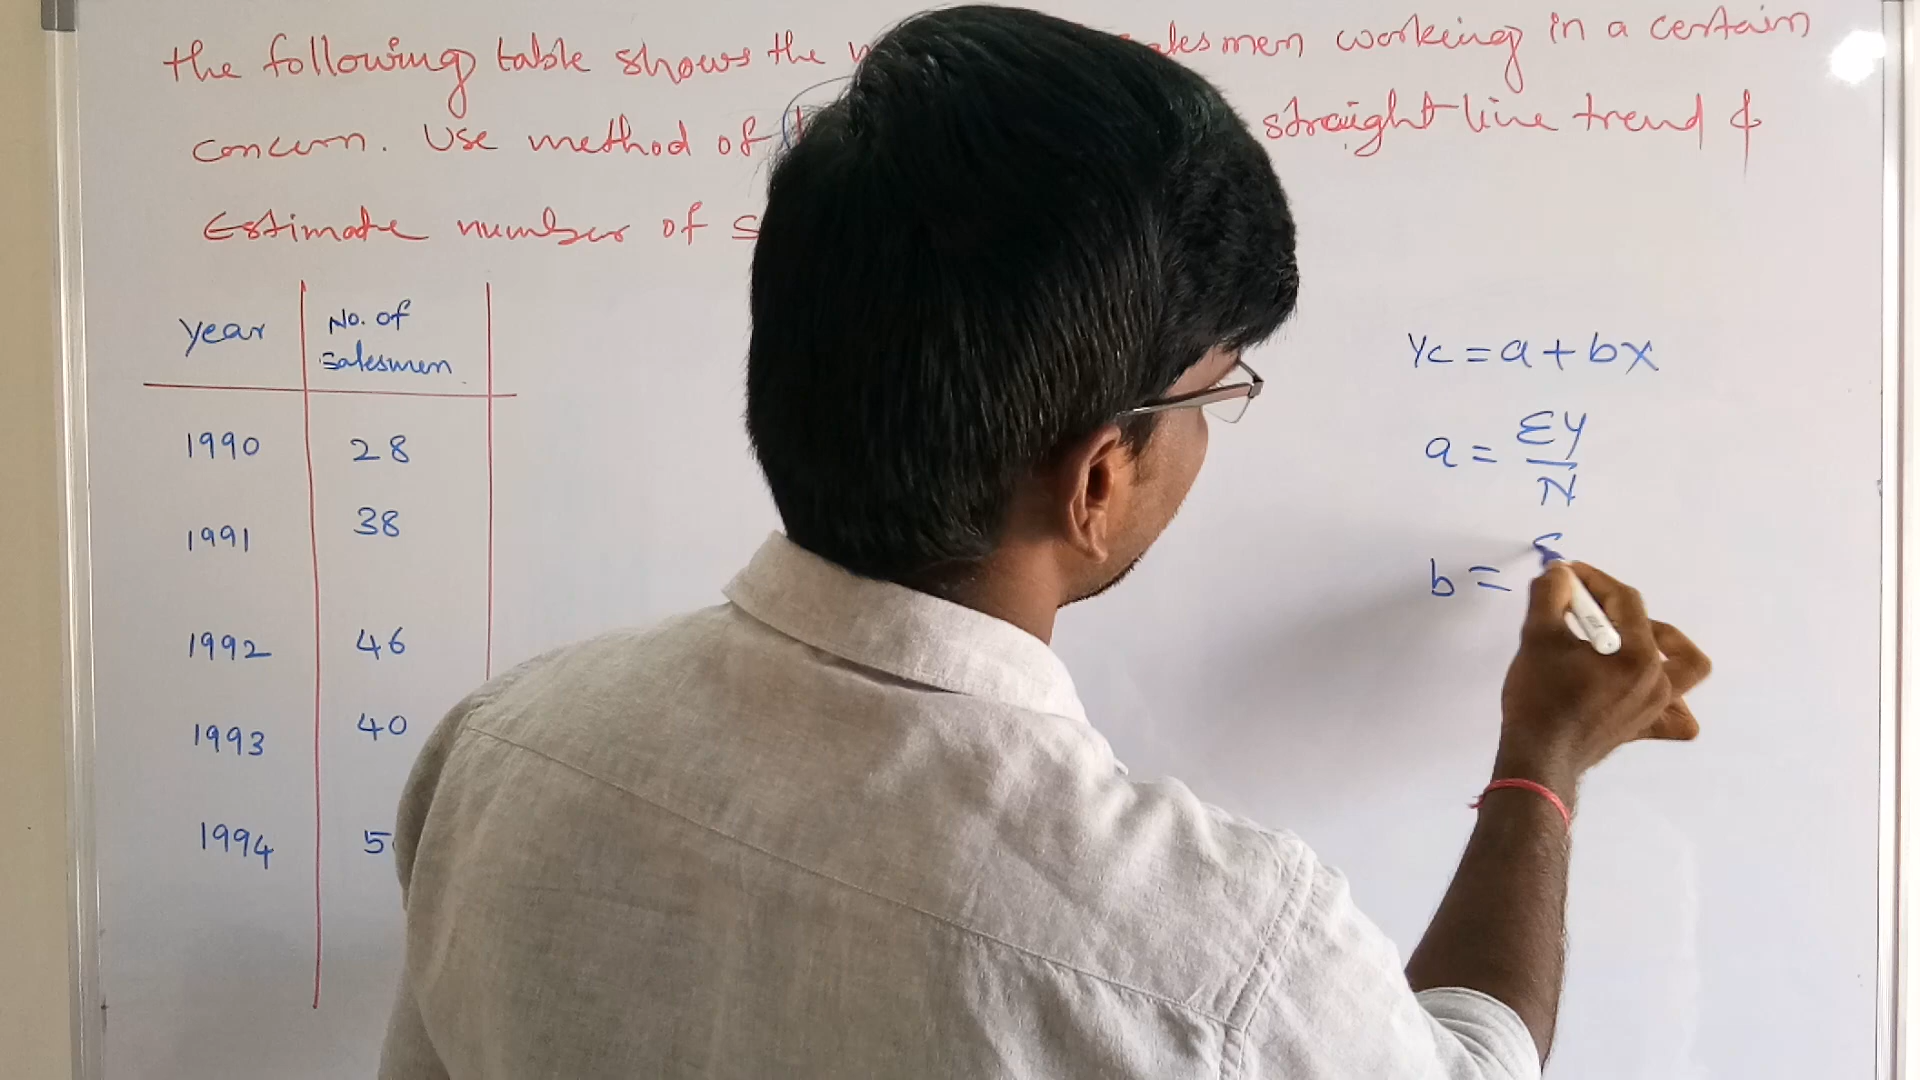 the following table shows the salesmen working in a certain
concern. Use method of straight line trend &
Estimate number of
Year No. of salesmen
1990 28
1991 38
1992 46
1993 40
1994 5
Yc = a + bx
a = ΣY / N
b =